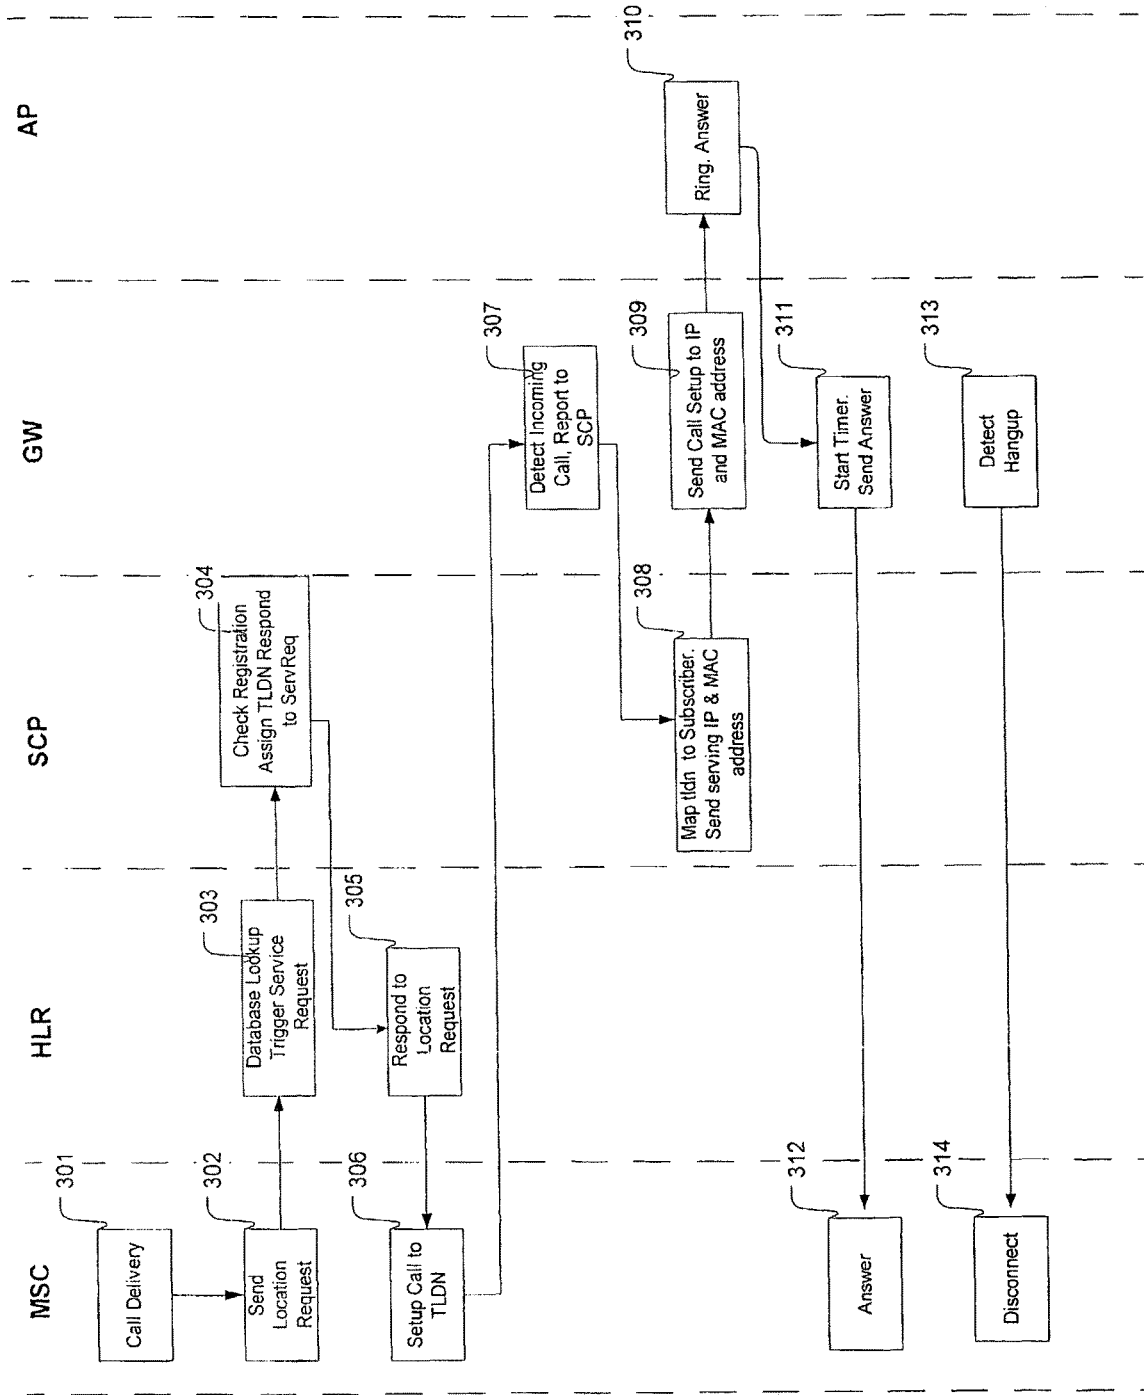 MSC
HLR
SCP
GW
AP
301
Call Delivery
302
Send
Location
Request
303
Database Lookup
Trigger Service
Request
304
Check Registration
Assign TLDN Respond
to ServReq
305
Respond to
Location
Request
306
Setup Call to
TLDN
307
Detect Incoming
Call, Report to
SCP
308
Map tldn to Subscriber.
Send serving IP & MAC
address
309
Send Call Setup to IP
and MAC address
310
Ring. Answer
311
Start Timer.
Send Answer
312
Answer
313
Detect
Hangup
314
Disconnect